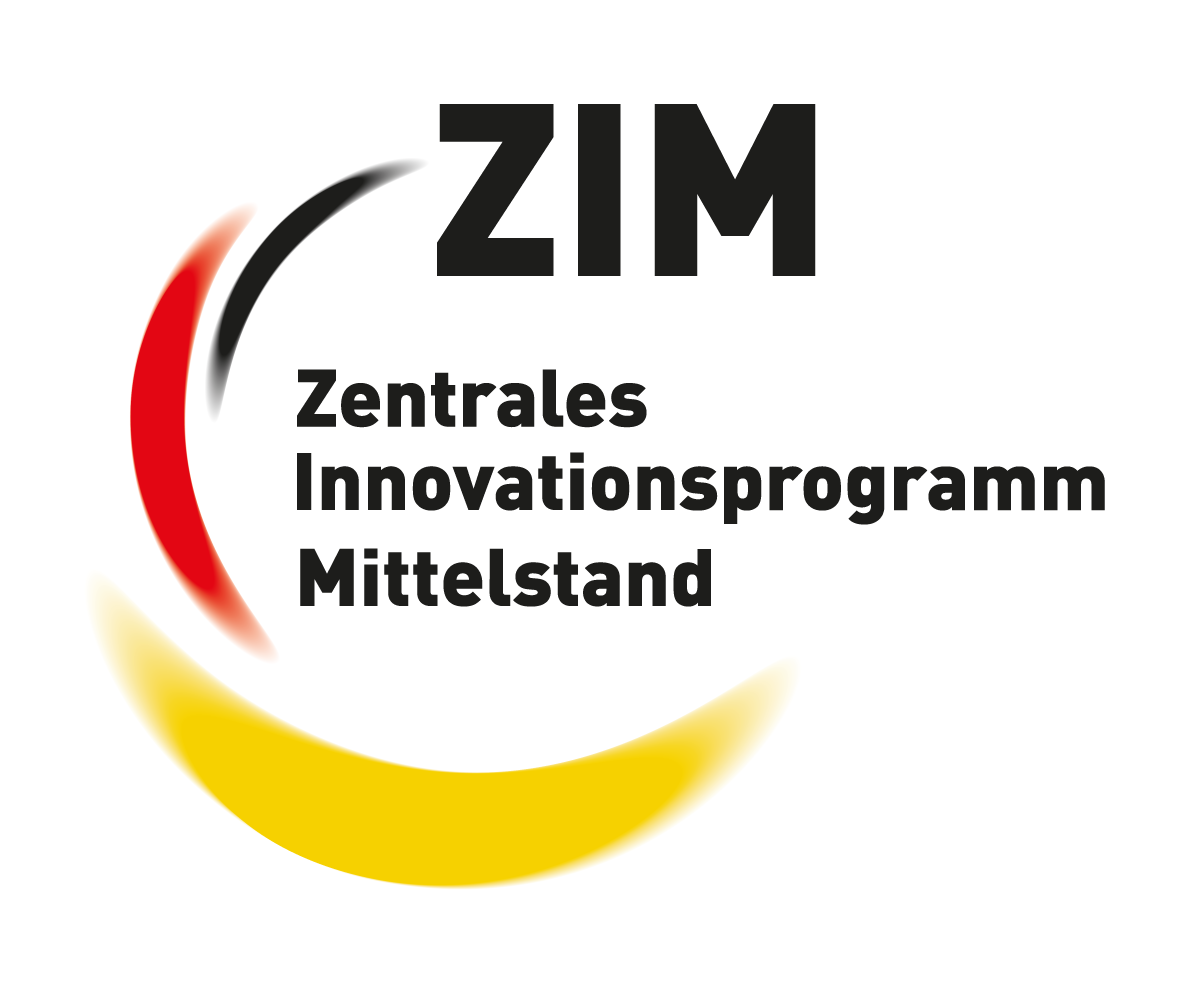 ZIM
Zentrales
Innovationsprogramm
Mittelstand